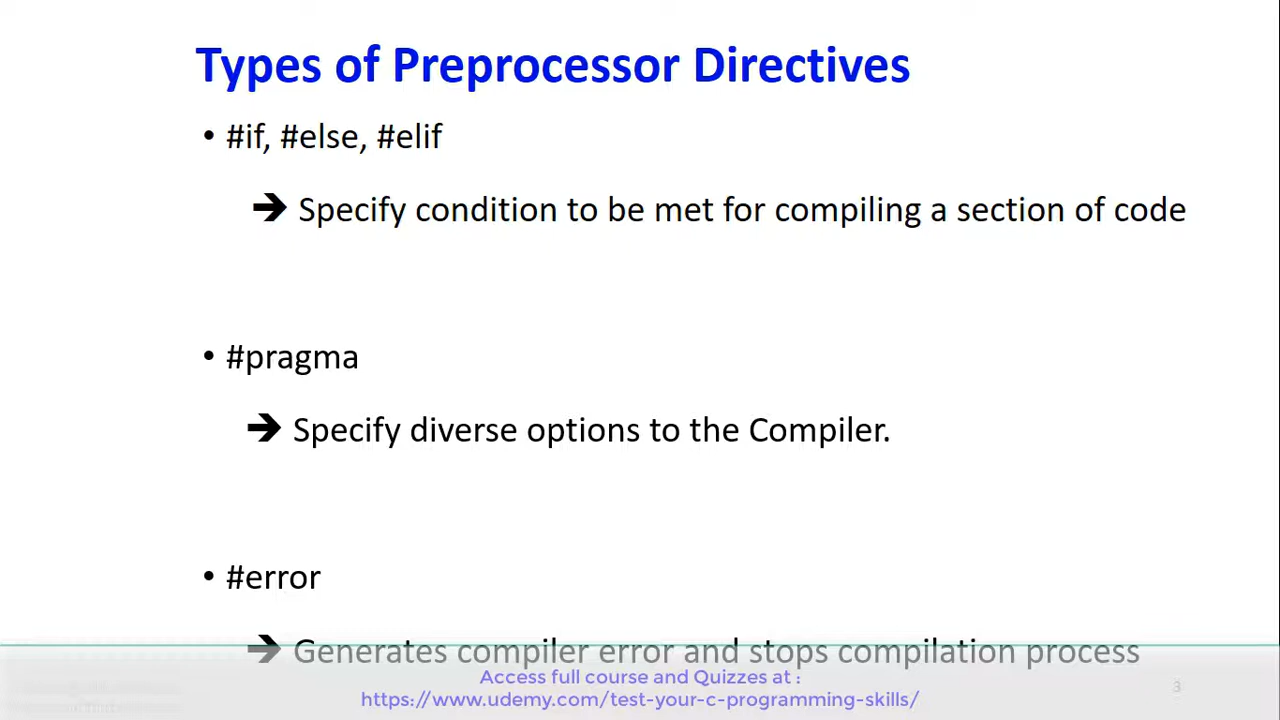 Types of Preprocessor Directives
• #if, #else, #elif
➔ Specify condition to be met for compiling a section of code
• #pragma
➔ Specify diverse options to the Compiler.
• #error
➔ Generates compiler error and stops compilation process
Access full course and Quizzes at :
https://www.udemy.com/test-your-c-programming-skills/
3